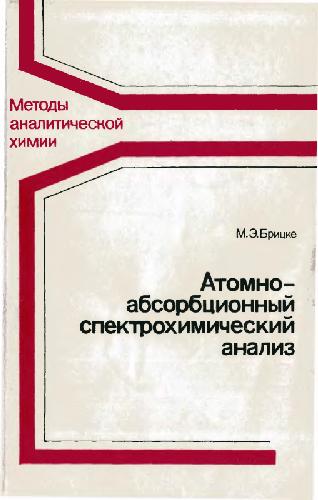 Методы
аналитической
химии
М.Э.Брицке
Атомно-
абсорбционный
спектрохимический
анализ